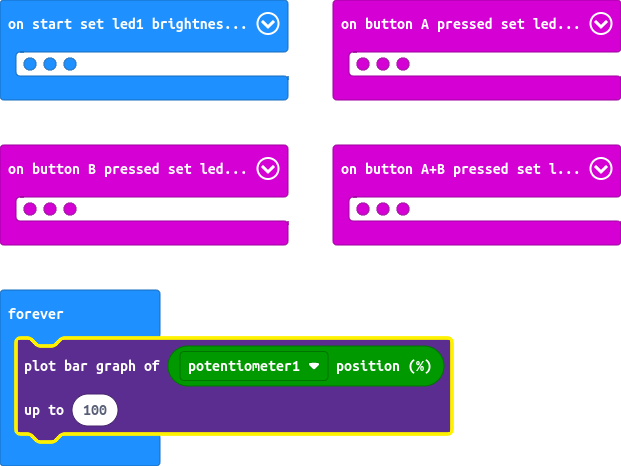 on start set led1 brightnes...
on button A pressed set led...
on button B pressed set led...
on button A+B pressed set l...
forever
plot bar graph of potentiometer1 position (%)
up to 100